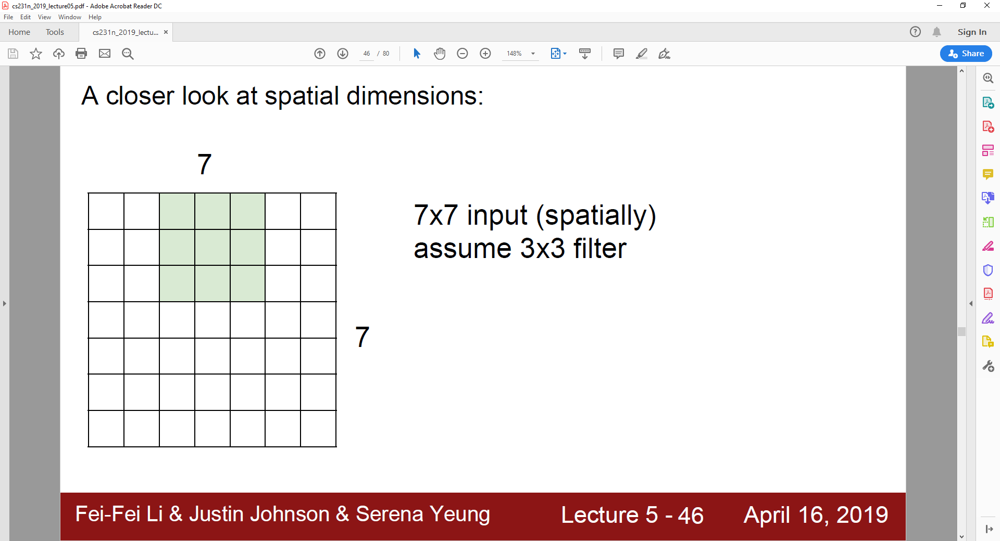 cs231n_2019_lecture05.pdf - Adobe Acrobat Reader DC
File Edit View Window Help
Home Tools cs231n_2019_lectu... × Sign In
46 / 80 148% Share
A closer look at spatial dimensions:
7
7x7 input (spatially)
assume 3x3 filter
7
Fei-Fei Li & Justin Johnson & Serena Yeung Lecture 5 - 46 April 16, 2019